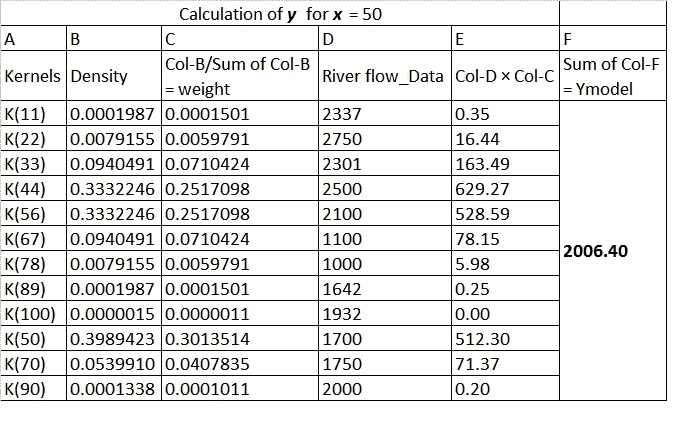 Calculation of y for x = 50
A B C D E F
Kernels Density Col-B/Sum of Col-B = weight River flow_Data Col-D × Col-C Sum of Col-F = Ymodel
K(11) 0.0001987 0.0001501 2337 0.35
K(22) 0.0079155 0.0059791 2750 16.44
K(33) 0.0940491 0.0710424 2301 163.49
K(44) 0.3332246 0.2517098 2500 629.27
K(56) 0.3332246 0.2517098 2100 528.59
K(67) 0.0940491 0.0710424 1100 78.15
K(78) 0.0079155 0.0059791 1000 5.98
2006.40
K(89) 0.0001987 0.0001501 1642 0.25
K(100) 0.0000015 0.0000011 1932 0.00
K(50) 0.3989423 0.3013514 1700 512.30
K(70) 0.0539910 0.0407835 1750 71.37
K(90) 0.0001338 0.0001011 2000 0.20